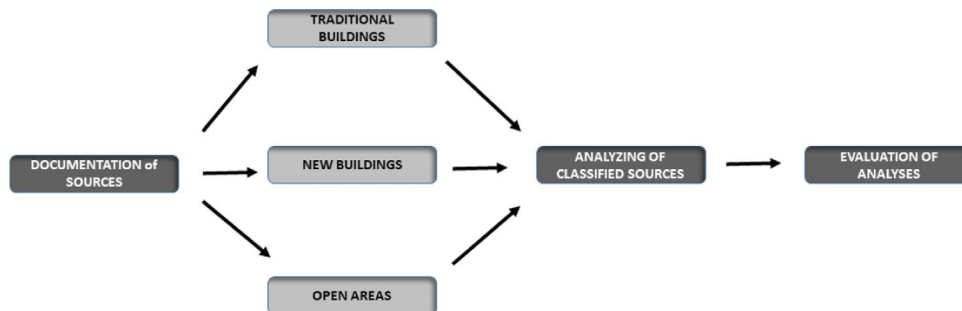 TRADITIONAL
BUILDINGS
DOCUMENTATION of
SOURCES
NEW BUILDINGS
ANALYZING OF
CLASSIFIED SOURCES
EVALUATION OF
ANALYSES
OPEN AREAS